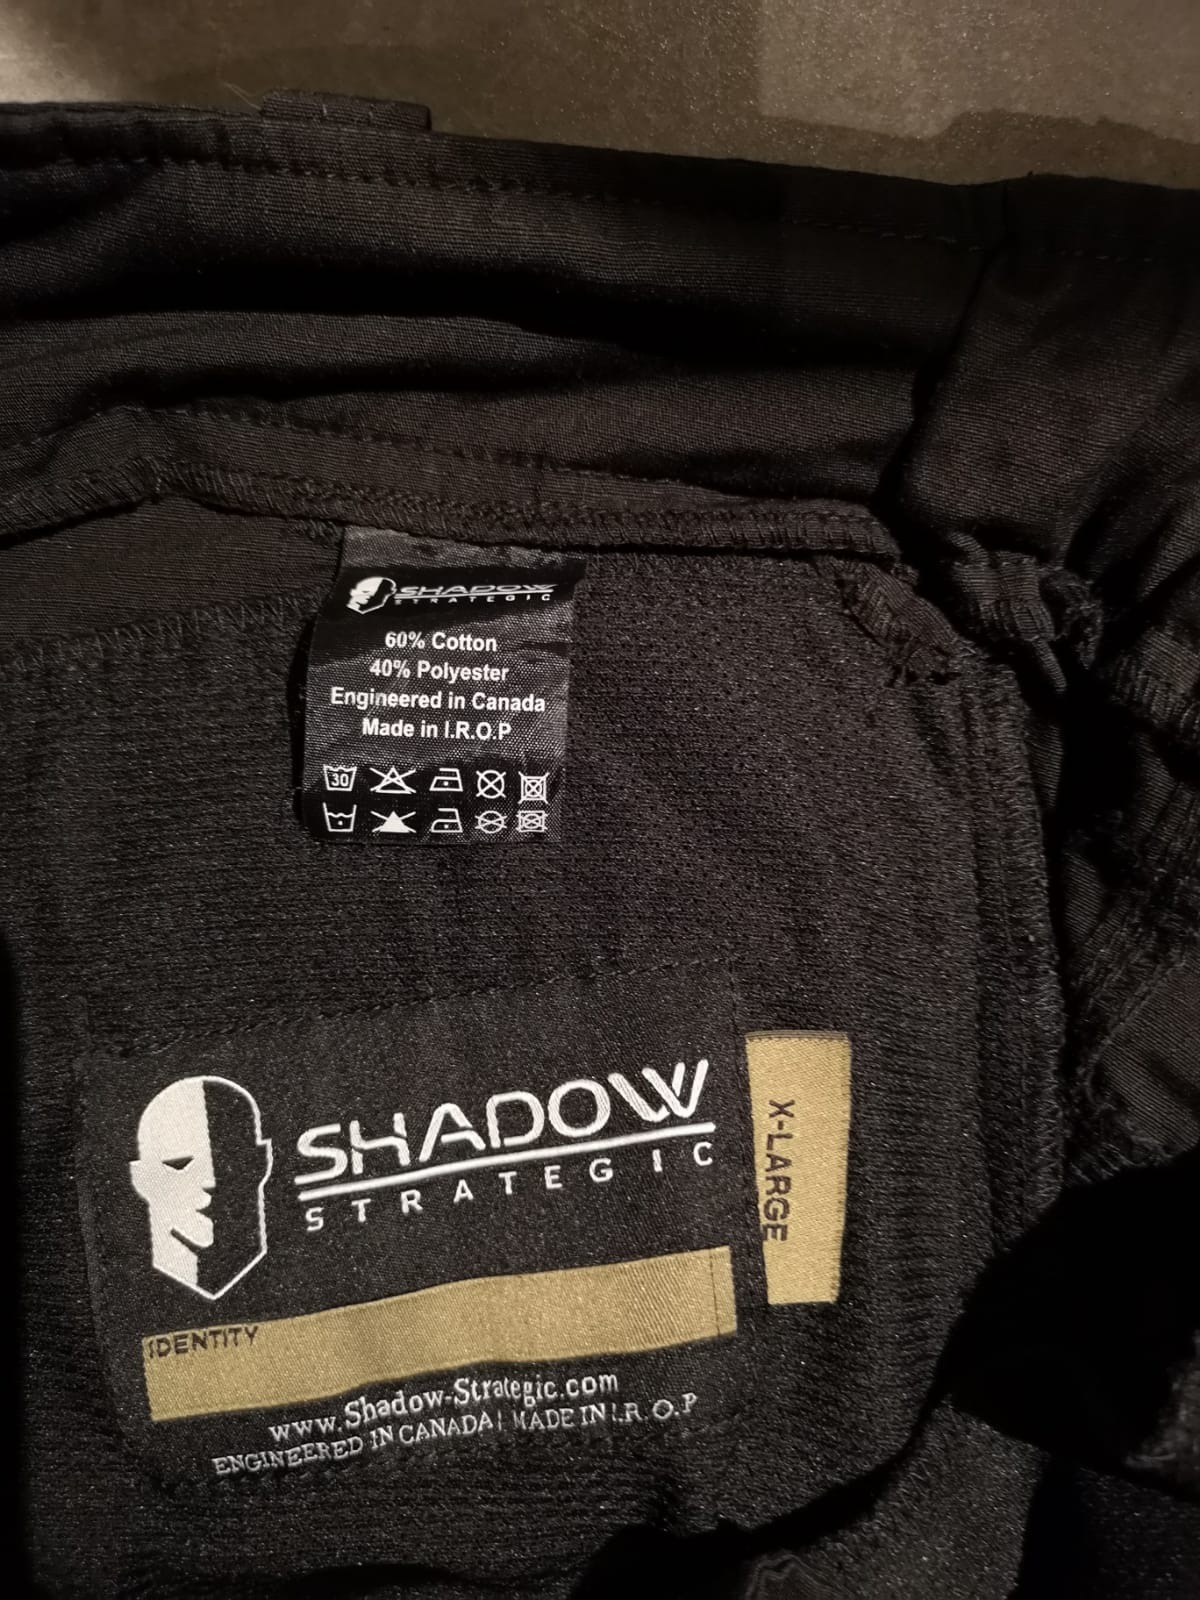 SHADOW
STRATEGIC
60% Cotton
40% Polyester
Engineered in Canada
Made in I.R.O.P
30
SHADOW
STRATEGIC
X-LARGE
IDENTITY
www.Shadow-Strategic.com
ENGINEERED IN CANADA | MADE IN I.R.O.P